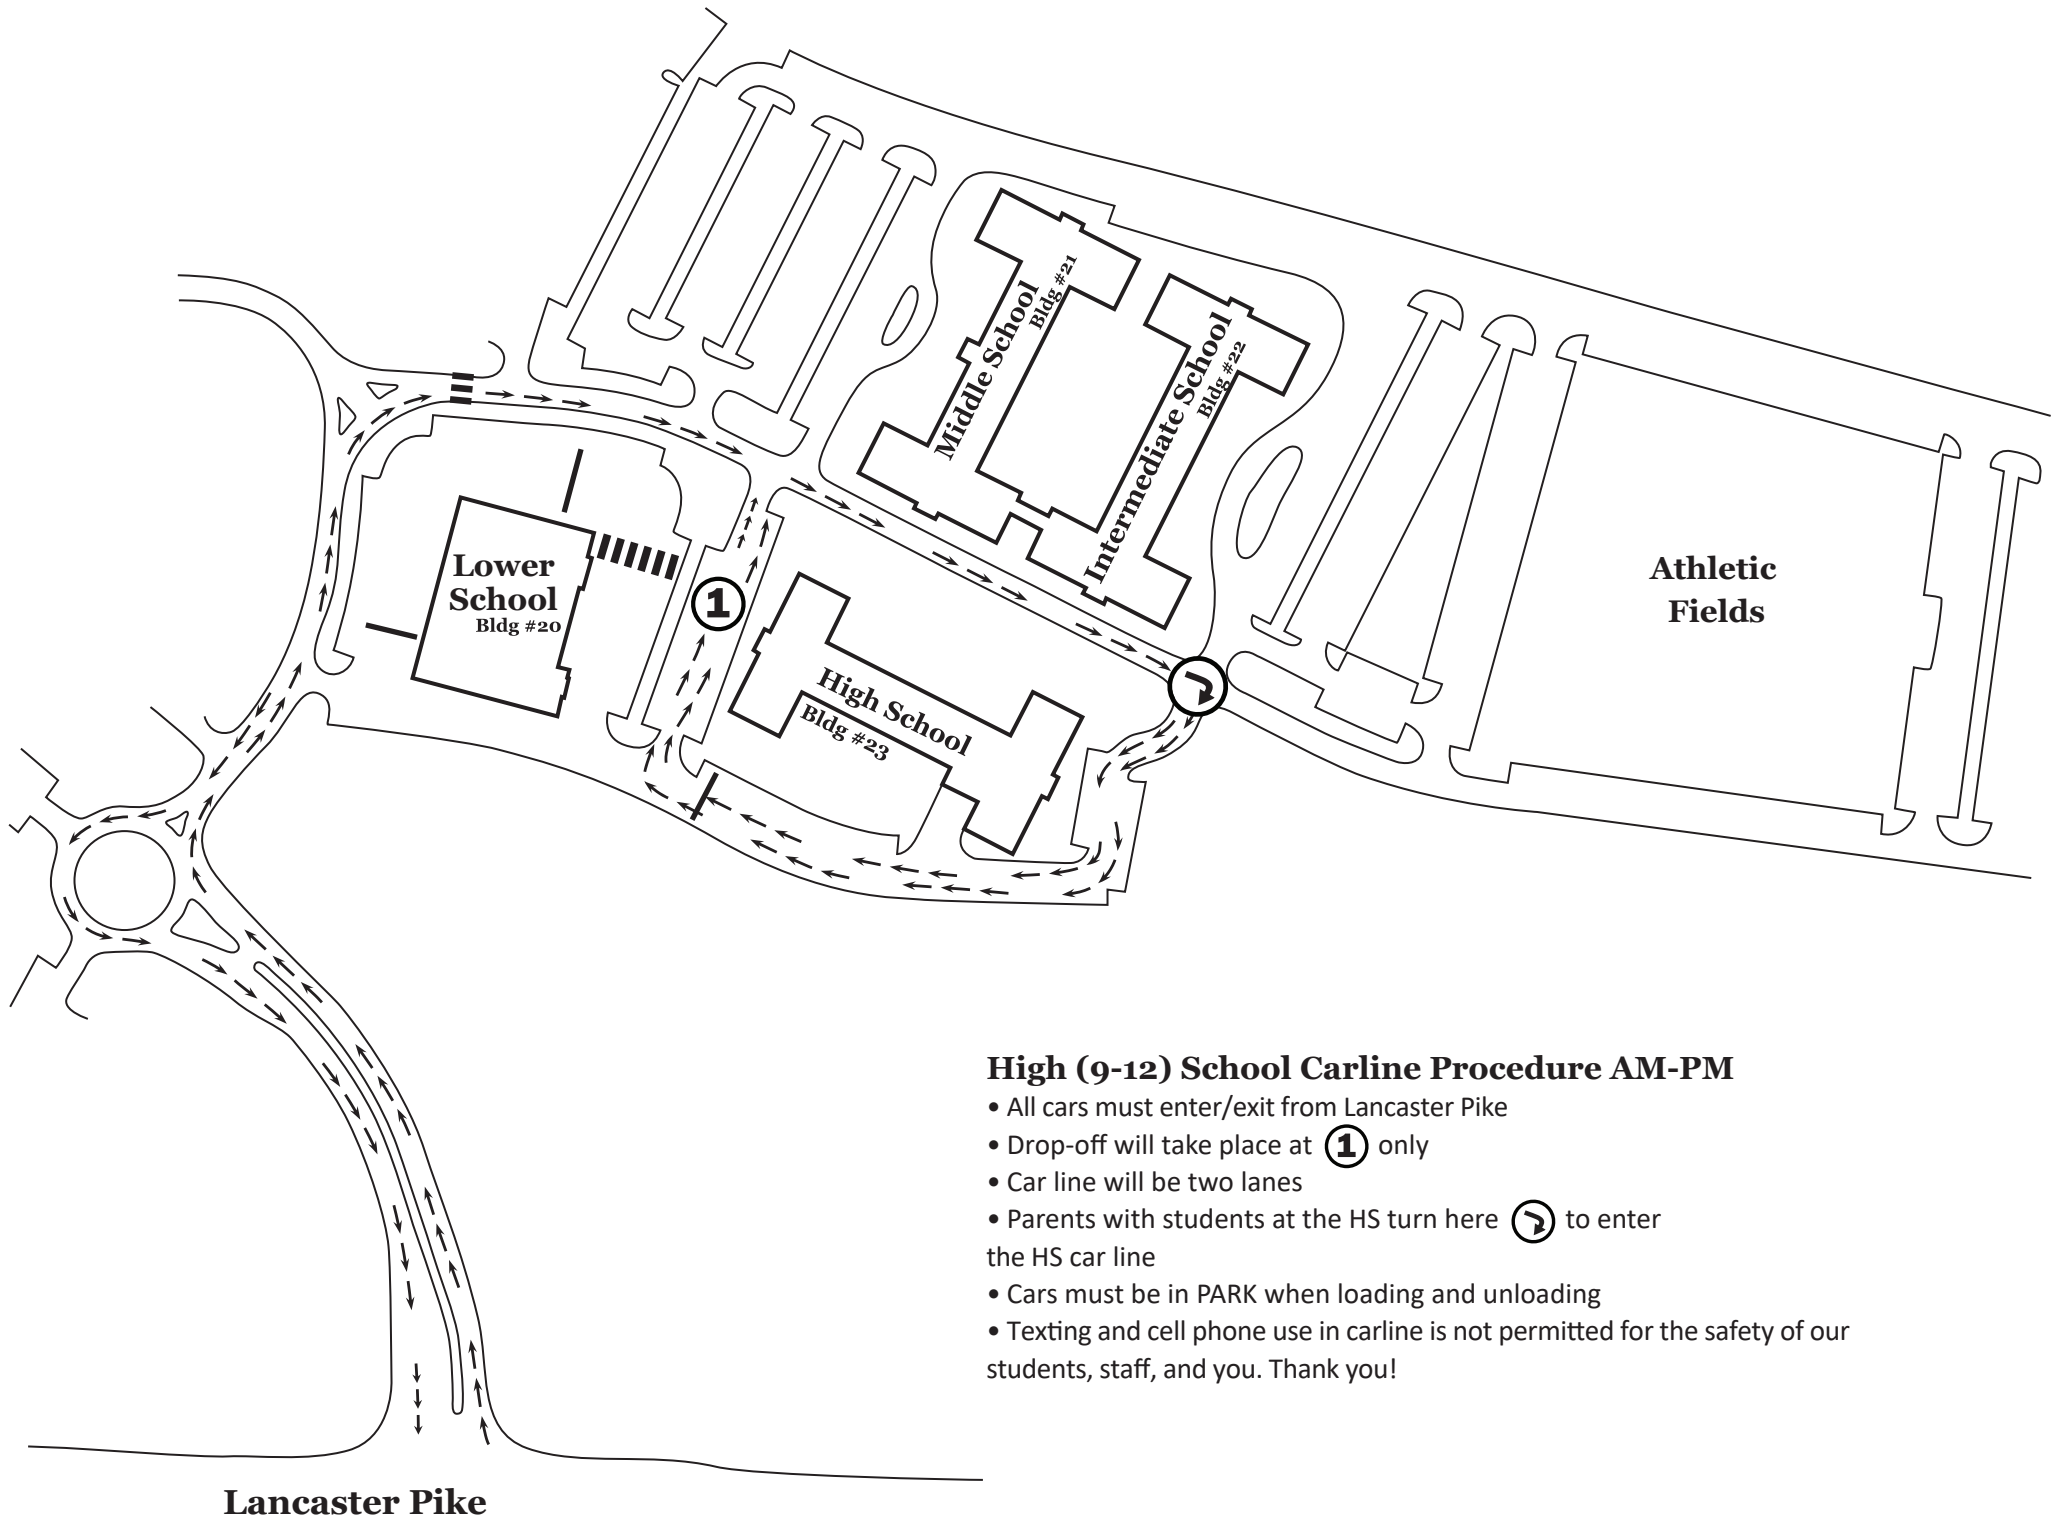 Middle School
Bldg #21
Intermediate School
Bldg #22
Lower
School
Bldg #20
1
High School
Bldg #23
Athletic
Fields
High (9-12) School Carline Procedure AM-PM
• All cars must enter/exit from Lancaster Pike
• Drop-off will take place at 1 only
• Car line will be two lanes
• Parents with students at the HS turn here to enter
the HS car line
• Cars must be in PARK when loading and unloading
• Texting and cell phone use in carline is not permitted for the safety of our
students, staff, and you. Thank you!
Lancaster Pike